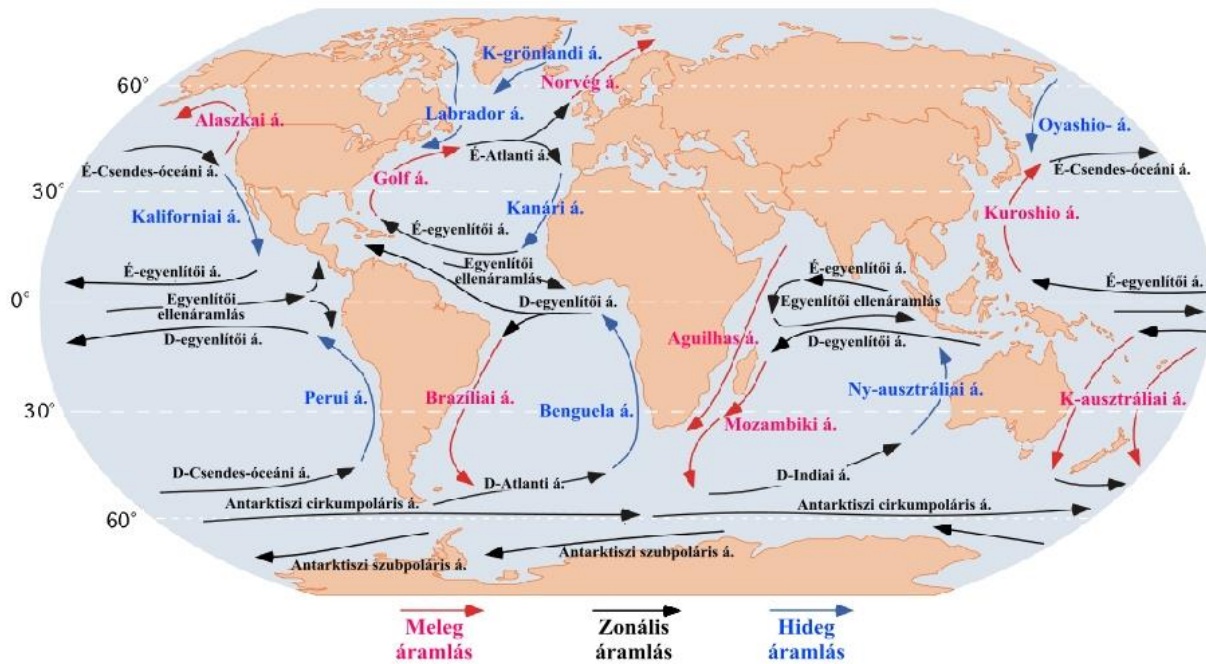 K-grönlandi á.
Norvég á.
60°
Alaszkai á.
Labrador á.
Oyashio- á.
É-Csendes-óceáni á.
É-Atlanti á.
É-Csendes-óceáni á.
Golf á.
30°
Kaliforniai á.
Kanári á.
Kuroshio á.
É-egyenlítői á.
É-egyenlítői á.
Egyenlítői
ellenáramlás
É-egyenlítői á.
É-egyenlítői á.
0°
Egyenlítői
ellenáramlás
D-egyenlítői á.
Egyenlítői ellenáramlás
D-egyenlítői á.
Aguilhas á.
D-egyenlítői á.
Perui á.
Brazíliai á.
Benguela á.
Ny-ausztráliai á.
K-ausztráliai á.
30°
Mozambiki á.
D-Csendes-óceáni á.
D-Atlanti á.
D-Indiai á.
Antarktiszi cirkumpoláris á.
Antarktiszi cirkumpoláris á.
60°
Antarktiszi szubpoláris á.
Antarktiszi szubpoláris á.
Meleg
áramlás
Zonális
áramlás
Hideg
áramlás